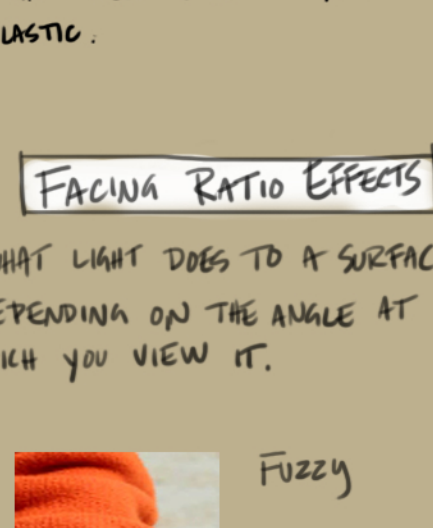 LASTIC.
FACING RATIO EFFECTS
HAT LIGHT DOES TO A SURFAC
EPENDING ON THE ANGLE AT
ICH YOU VIEW IT.
FUZZY